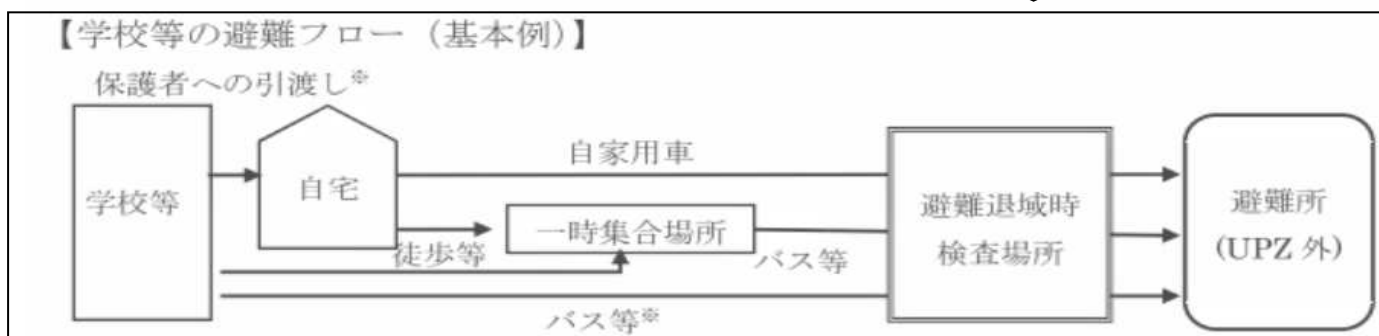 【学校等の避難フロー（基本例）】
保護者への引渡し※
学校等
自宅
自家用車
徒歩等
一時集合場所
バス等
バス等※
避難退域時
検査場所
避難所
(UPZ 外)